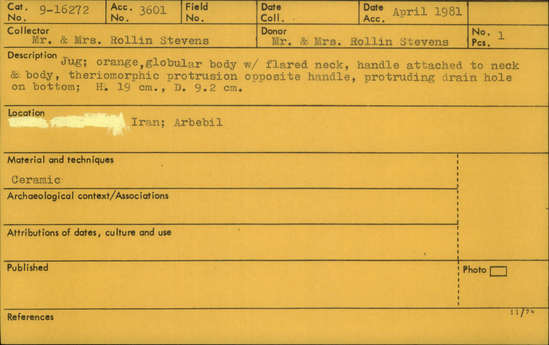 Cat. No. 9-16272 Acc. No. 3601 Field No. Date Coll. Date Acc. April 1981
Collector Donor No. Pcs. 1
Mr. & Mrs. Rollin Stevens Mr. & Mrs. Rollin Stevens
Description Jug; orange,globular body w/ flared neck, handle attached to neck
& body, theriomorphic protrusion opposite handle, protruding drain hole
on bottom; H. 19 cm., D. 9.2 cm.
Location Iran; Arbebil
Material and techniques
Ceramic
Archaeological context/Associations
Attributions of dates, culture and use
Published Photo
References 11/74